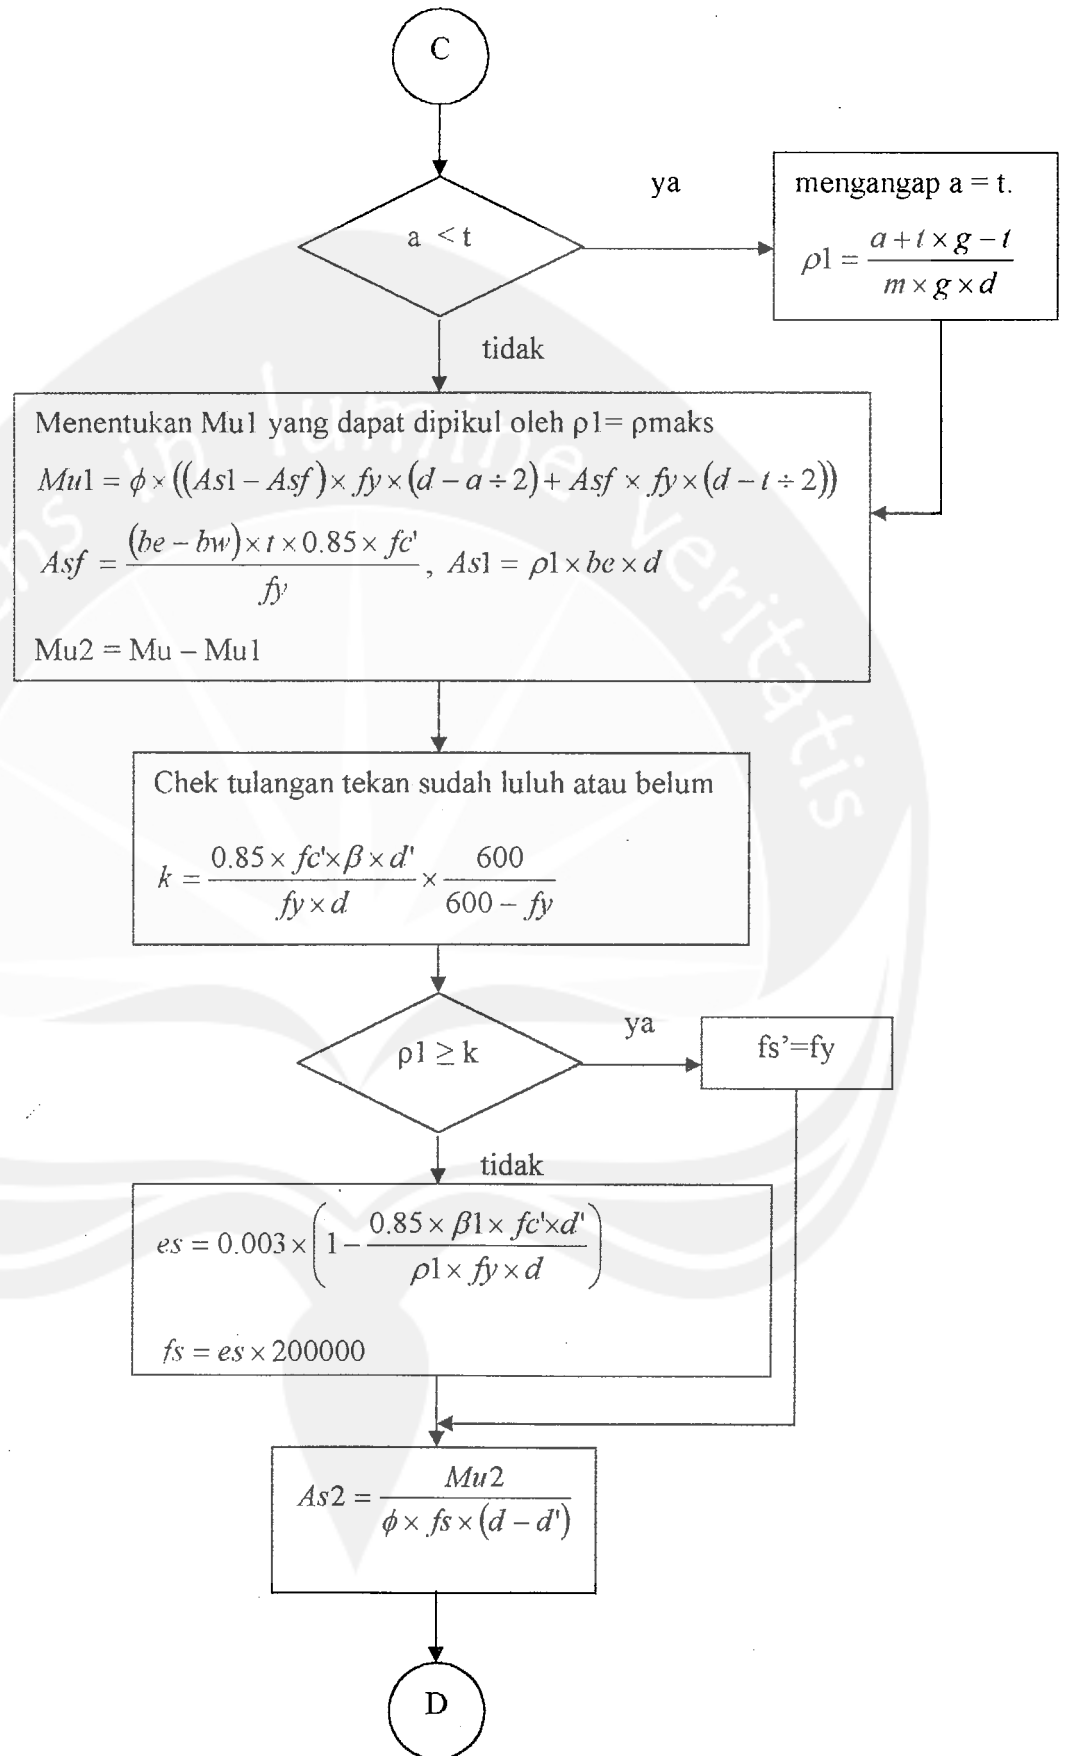 C
a < t
ya
mengangap a = t.
ρ1 = (a + t × g − t) / (m × g × d)
tidak
Menentukan Mu1 yang dapat dipikul oleh ρ1= ρmaks
Mu1 = ϕ × ((As1 − Asf) × fy × (d − a ÷ 2) + Asf × fy × (d − t ÷ 2))
Asf = ((be − bw) × t × 0.85 × fc') / fy , As1 = ρ1 × be × d
Mu2 = Mu – Mu1
Chek tulangan tekan sudah luluh atau belum
k = (0.85 × fc' × β × d') / (fy × d) × 600 / (600 − fy)
ρ1 ≥ k
ya
fs’=fy
tidak
es = 0.003 × (1 − (0.85 × β1 × fc' × d') / (ρ1 × fy × d))
fs = es × 200000
As2 = Mu2 / (ϕ × fs × (d − d'))
D
in lumine veritatis